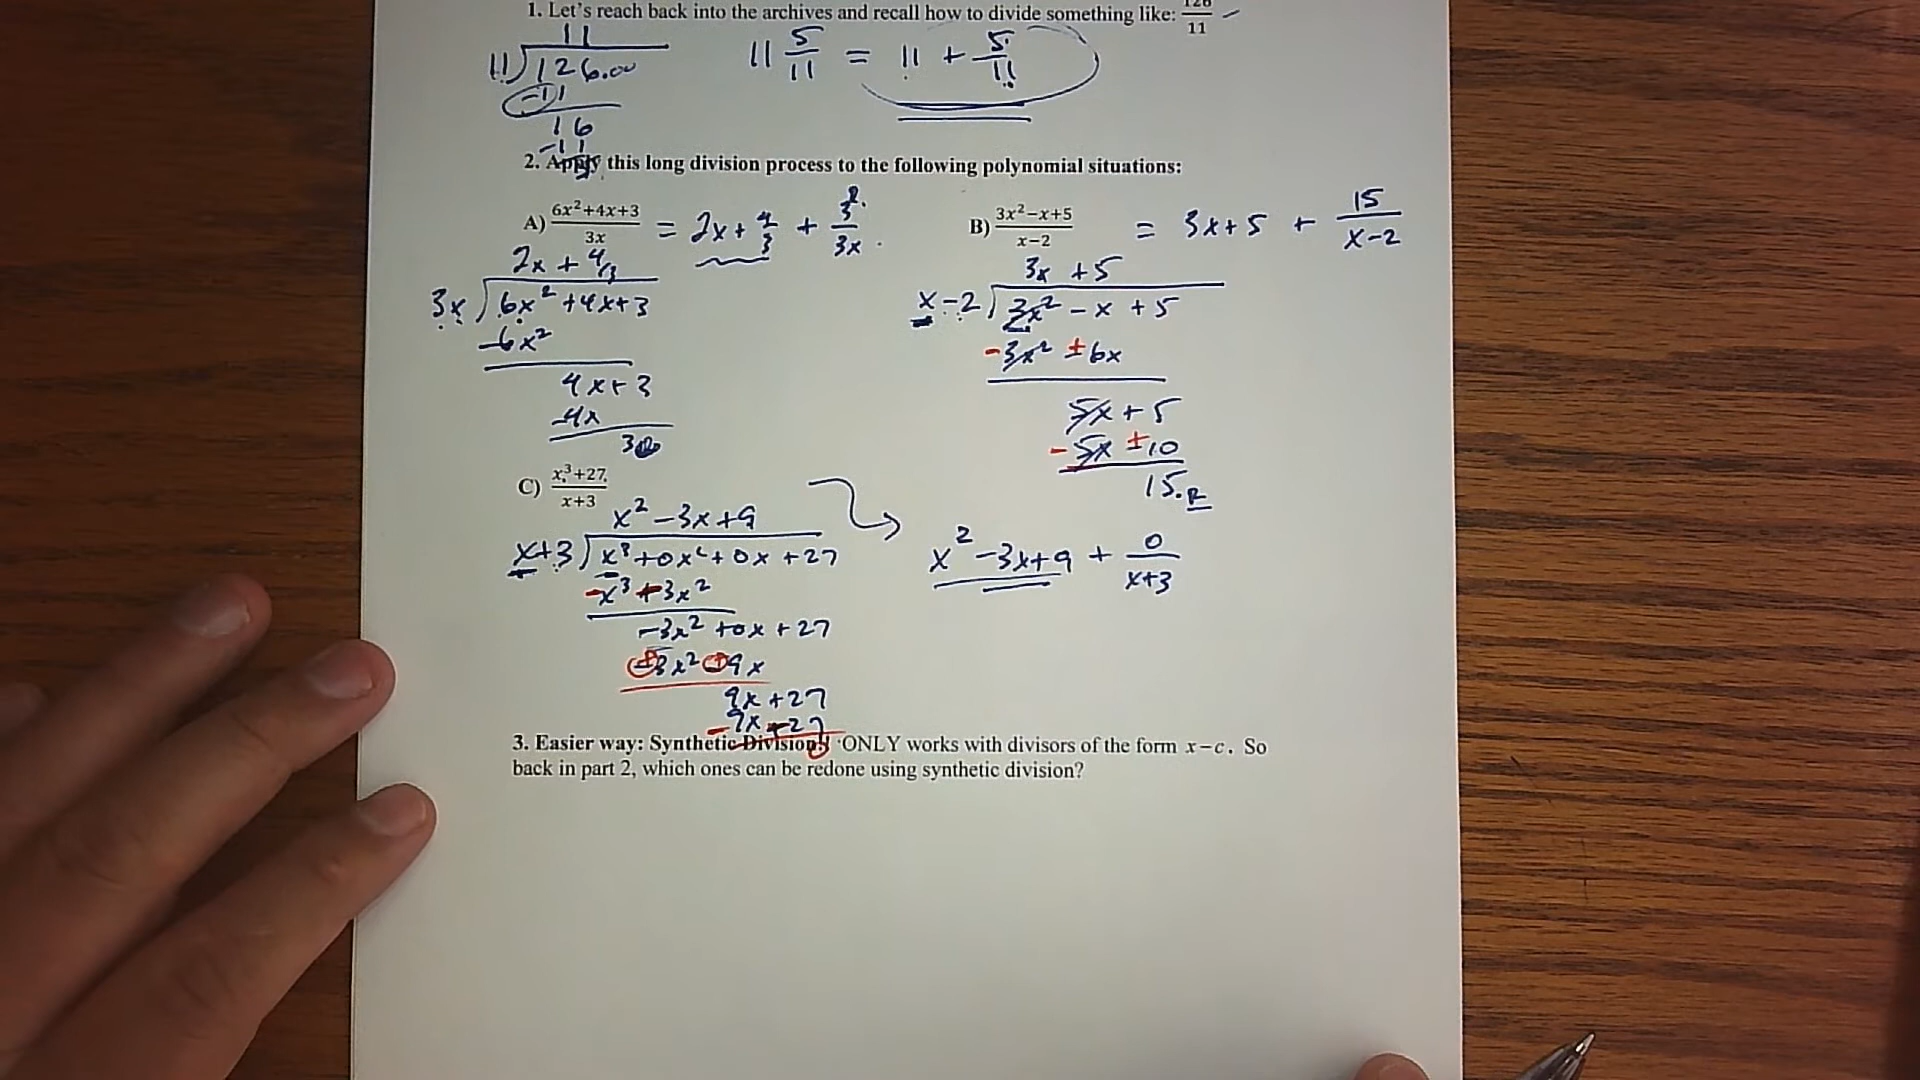 1. Let's reach back into the archives and recall how to divide something like: 126/11
11
11)126.00
-11
16
-11
5
11 5/11 = 11 + 5/11
2. Apply this long division process to the following polynomial situations:
A) (6x²+4x+3)/(3x) = 2x + 4/3 + 3/(3x)
2x + 4/3
3x)6x² + 4x + 3
-6x²
4x + 3
-4x
3
B) (3x²−x+5)/(x−2) = 3x + 5 + 15/(x-2)
3x + 5
x-2)3x² - x + 5
-3x² ± 6x
5x + 5
-5x ± 10
15. R
C) (x³+27)/(x+3)
x² - 3x + 9
x+3)x³ + 0x² + 0x + 27
-x³ + 3x²
-3x² + 0x + 27
3x² 9x
9x + 27
-9x 27
x² - 3x + 9 + 0/(x+3)
3. Easier way: Synthetic Division!! ONLY works with divisors of the form x−c. So
back in part 2, which ones can be redone using synthetic division?